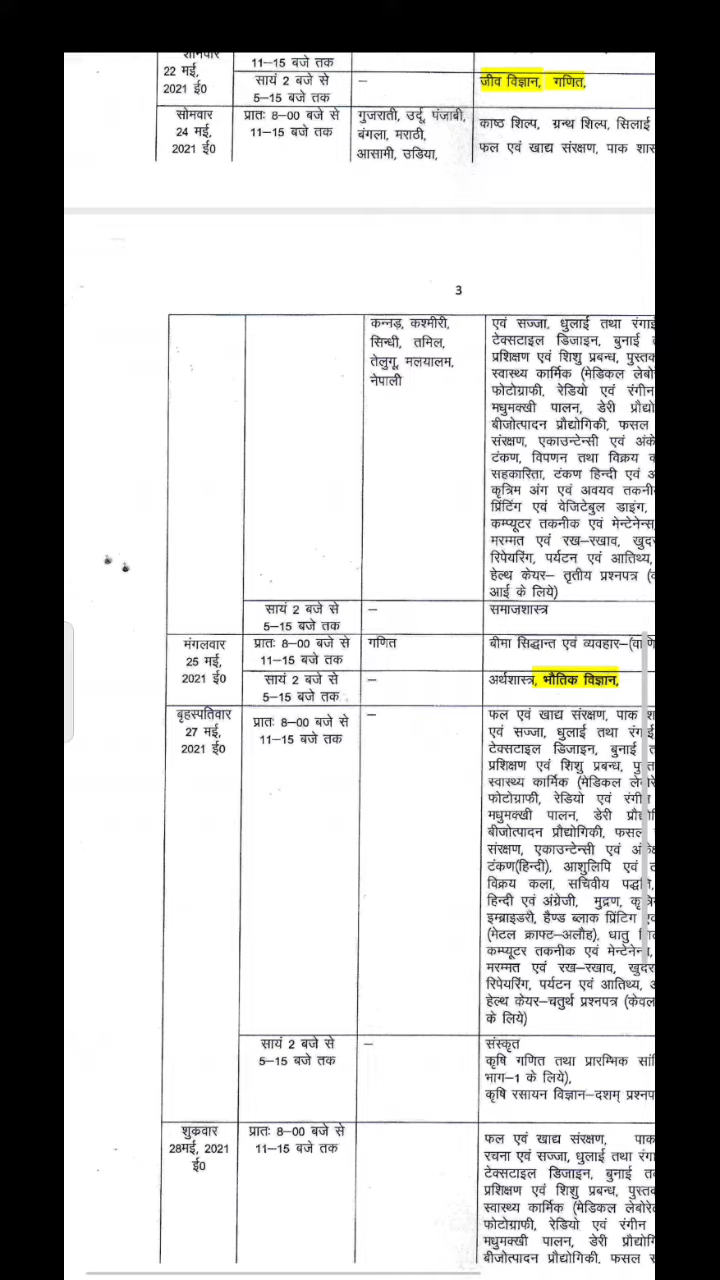 शनिवार
22 मई,
2021 ई0
11–15 बजे तक
सायं 2 बजे से
5–15 बजे तक
–
जीव विज्ञान, गणित,
सोमवार
24 मई,
2021 ई0
प्रातः 8–00 बजे से
11–15 बजे तक
गुजराती, उर्दू, पंजाबी,
बंगला, मराठी,
आसामी, उडिया,
काष्ठ शिल्प, ग्रन्थ शिल्प, सिलाई
फल एवं खाद्य संरक्षण, पाक
3
कन्नड़, कश्मीरी,
सिन्धी, तमिल,
तेलुगू, मलयालम,
नेपाली
एवं सज्जा, धुलाई तथा
टेक्सटाइल डिजाइन, बुनाई
प्रशिक्षण एवं शिशु प्रबन्ध,
स्वास्थ्य कार्मिक (मेडिकल
फोटोग्राफी, रेडियो एवं रंगीन
मधुमक्खी पालन, डेरी
बीजोत्पादन प्रौद्योगिकी, फसल
संरक्षण, एकाउन्टेन्सी एवं
टंकण, विपणन तथा विक्रय
सहकारिता, टंकण हिन्दी एवं
कृत्रिम अंग एवं अवयव
प्रिंटिंग एवं वेजिटेबुल डाइंग,
कम्प्यूटर तकनीक एवं मेन्टेनेन्स,
मरम्मत एवं रख–रखाव,
रिपेयरिंग, पर्यटन एवं आतिथ्य,
हेल्थ केयर– तृतीय प्रश्नपत्र
आई के लिये)
सायं 2 बजे से
5–15 बजे तक
–
समाजशास्त्र
मंगलवार
25 मई,
2021 ई0
प्रातः 8–00 बजे से
11–15 बजे तक
गणित
बीमा सिद्धान्त एवं व्यवहार–
सायं 2 बजे से
5–15 बजे तक
–
अर्थशास्त्र, भौतिक विज्ञान,
बृहस्पतिवार
27 मई,
2021 ई0
प्रातः 8–00 बजे से
11–15 बजे तक
–
फल एवं खाद्य संरक्षण, पाक
एवं सज्जा, धुलाई तथा
टेक्सटाइल डिजाइन, बुनाई
प्रशिक्षण एवं शिशु प्रबन्ध,
स्वास्थ्य कार्मिक (मेडिकल
फोटोग्राफी, रेडियो एवं
मधुमक्खी पालन, डेरी
बीजोत्पादन प्रौद्योगिकी, फसल
संरक्षण, एकाउन्टेन्सी एवं
टंकण(हिन्दी), आशुलिपि एवं
विक्रय कला, सचिवीय पद्धति,
हिन्दी एवं अंग्रेजी, मुद्रण,
इम्ब्राइडरी, हैण्ड ब्लाक प्रिंटिंग
(मेटल क्राफ्ट–अलौह), धातु
कम्प्यूटर तकनीक एवं
मरम्मत एवं रख–रखाव,
रिपेयरिंग, पर्यटन एवं आतिथ्य,
हेल्थ केयर–चतुर्थ प्रश्नपत्र (केवल
के लिये)
सायं 2 बजे से
5–15 बजे तक
–
संस्कृत
कृषि गणित तथा प्रारम्भिक
भाग–1 के लिये),
कृषि रसायन विज्ञान–दशम्
शुक्रवार
28मई, 2021
ई0
प्रातः 8–00 बजे से
11–15 बजे तक
फल एवं खाद्य संरक्षण, पाक
रचना एवं सज्जा, धुलाई तथा
टेक्सटाइल डिजाइन, बुनाई
प्रशिक्षण एवं शिशु प्रबन्ध,
स्वास्थ्य कार्मिक (मेडिकल
फोटोग्राफी, रेडियो एवं रंगीन
मधुमक्खी पालन, डेरी
बीजोत्पादन प्रौद्योगिकी. फसल